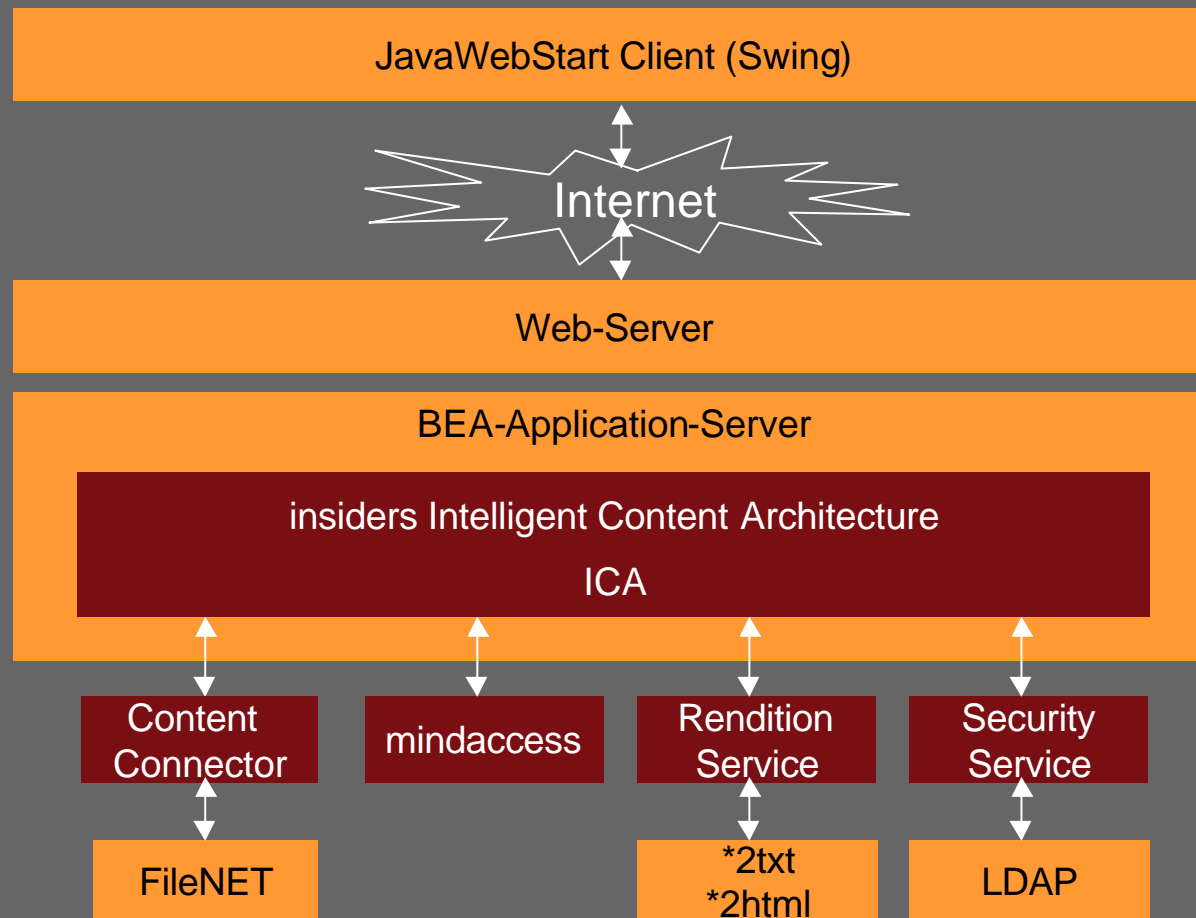 JavaWebStart Client (Swing)
Internet
Web-Server
BEA-Application-Server
insiders Intelligent Content Architecture
ICA
Content
Connector
mindaccess
Rendition
Service
Security
Service
FileNET
*2txt
*2html
LDAP